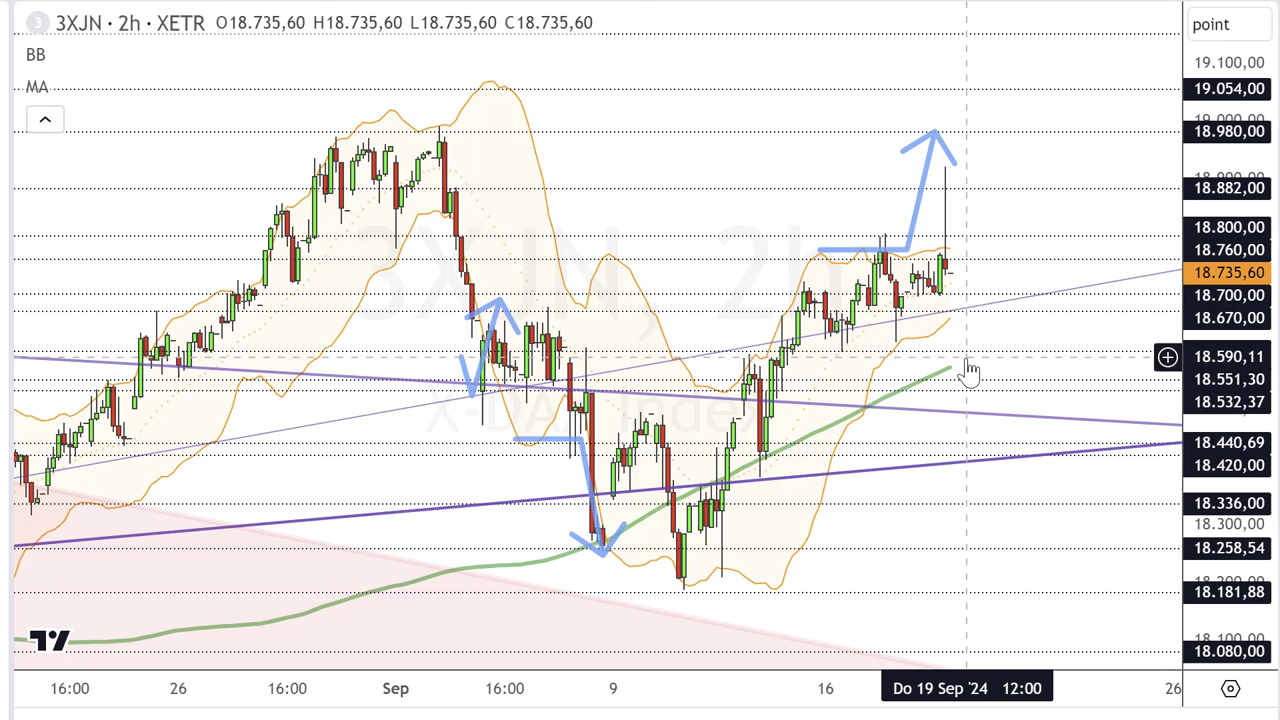 3 3XJN · 2h · XETR O18.735,60 H18.735,60 L18.735,60 C18.735,60
BB
MA
3XJN, 2h
X-DAX Index
point
19.100,00
19.054,00
18.980,00
18.882,00
18.800,00
18.760,00
18.735,60
18.700,00
18.670,00
18.590,11
18.551,30
18.532,37
18.440,69
18.420,00
18.336,00
18.300,00
18.258,54
18.181,88
18.100,00
18.080,00
16:00 26 16:00 Sep 16:00 9 16 Do 19 Sep '24 12:00 26